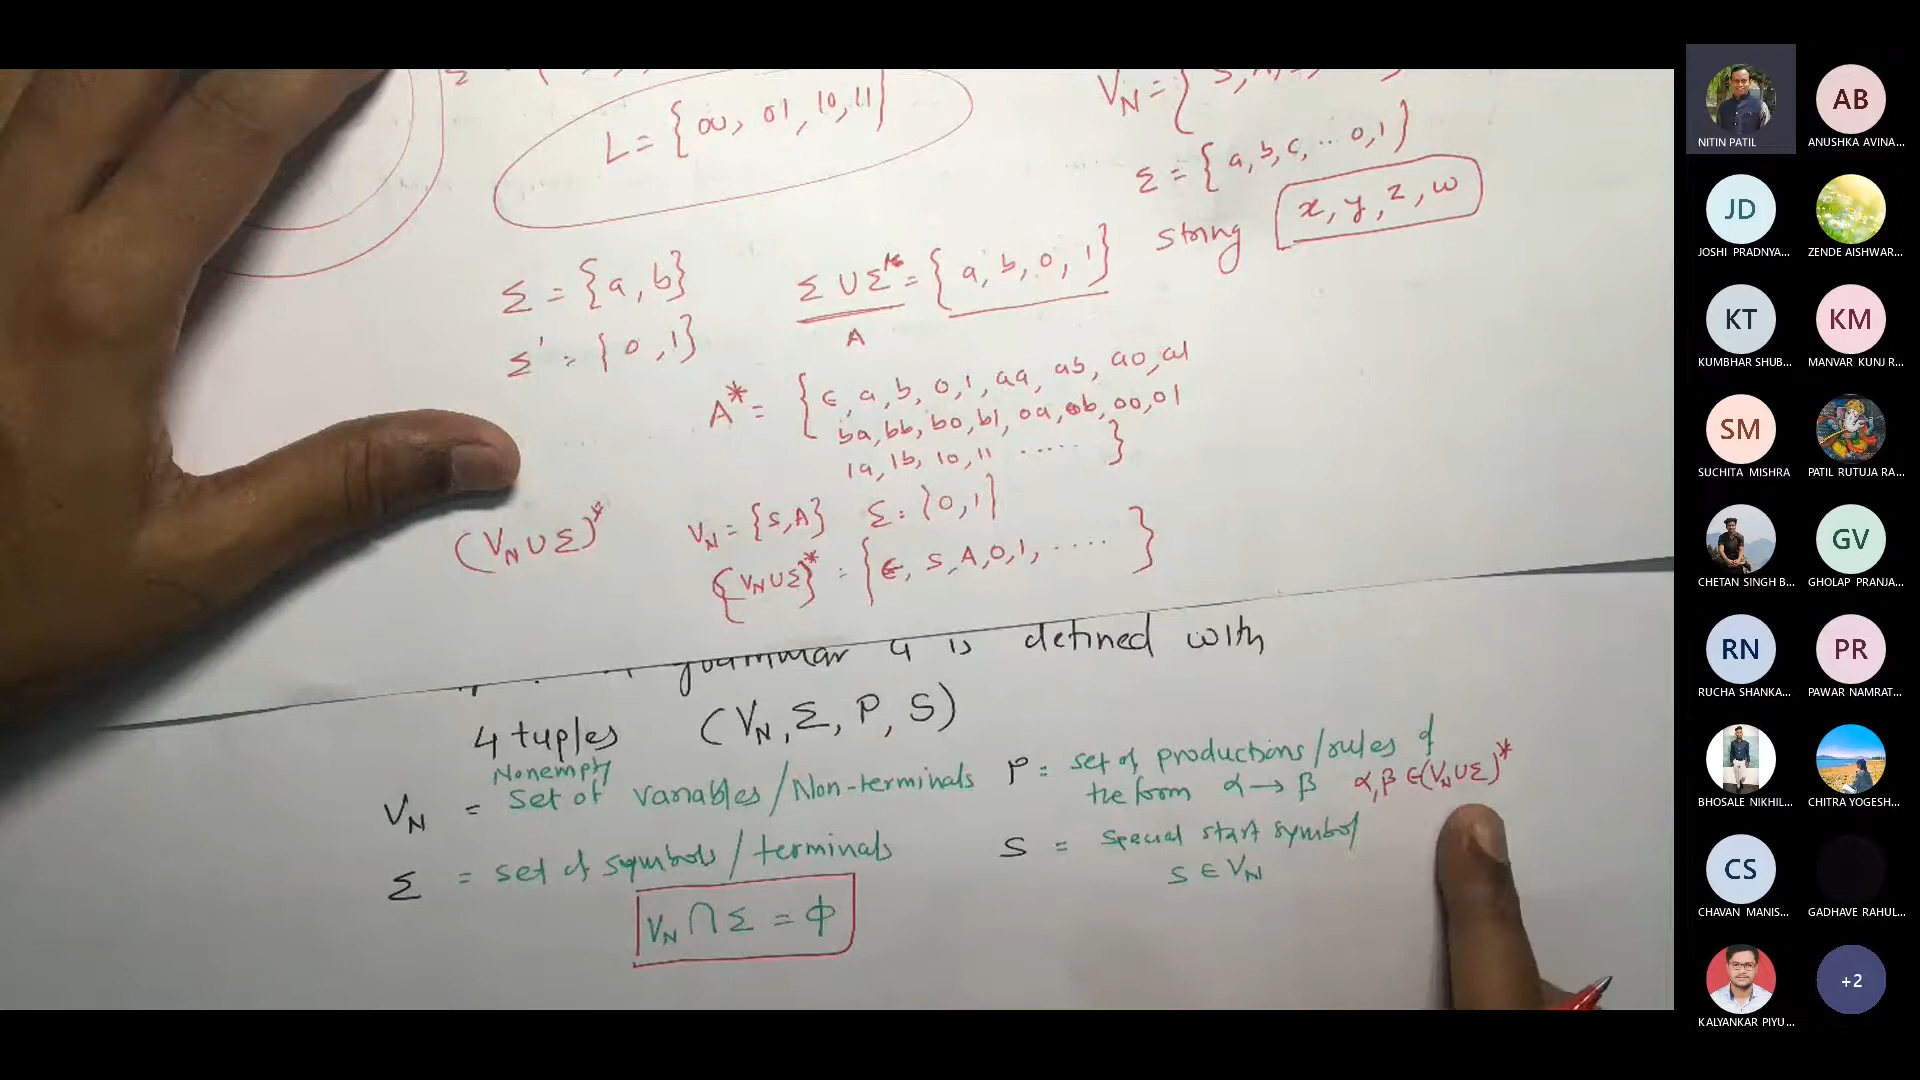 L = { 00, 01, 10, 11 }
V_N = { S, A,
Σ = { a, b, c, ... 0, 1 }
string x, y, z, w
Σ = { a, b }
Σ' = { 0, 1 }
Σ ∪ Σ* = { a, b, 0, 1 }
A
A* = { ε, a, b, 0, 1, aa, ab, a0, a1
ba, bb, b0, b1, 0a, 0b, 00, 01
1a, 1b, 10, 11 ..... }
(V_N ∪ Σ)*
V_N = {S, A} Σ = {0, 1}
(V_N ∪ Σ)* = { ε, S, A, 0, 1, ..... }
grammar G is defined with
4 tuples (V_N, Σ, P, S)
Nonempty
V_N = set of variables/Non-terminals
Σ = set of symbols / terminals
V_N ∩ Σ = ϕ
P = set of productions/rules of
the form α → β α, β ∈ (V_N ∪ Σ)*
S = Special start symbol
S ∈ V_N
NITIN PATIL
AB
ANUSHKA AVINA...
JD
JOSHI PRADNYA...
ZENDE AISHWAR...
KT
KUMBHAR SHUB...
KM
MANVAR KUNJ R...
SM
SUCHITA MISHRA
PATIL RUTUJA RA...
CHETAN SINGH B...
GV
GHOLAP PRANJA...
RN
RUCHA SHANKA...
PR
PAWAR NAMRAT...
BHOSALE NIKHIL...
CHITRA YOGESH...
CS
CHAVAN MANIS...
GADHAVE RAHUL...
KALYANKAR PIYU...
+2